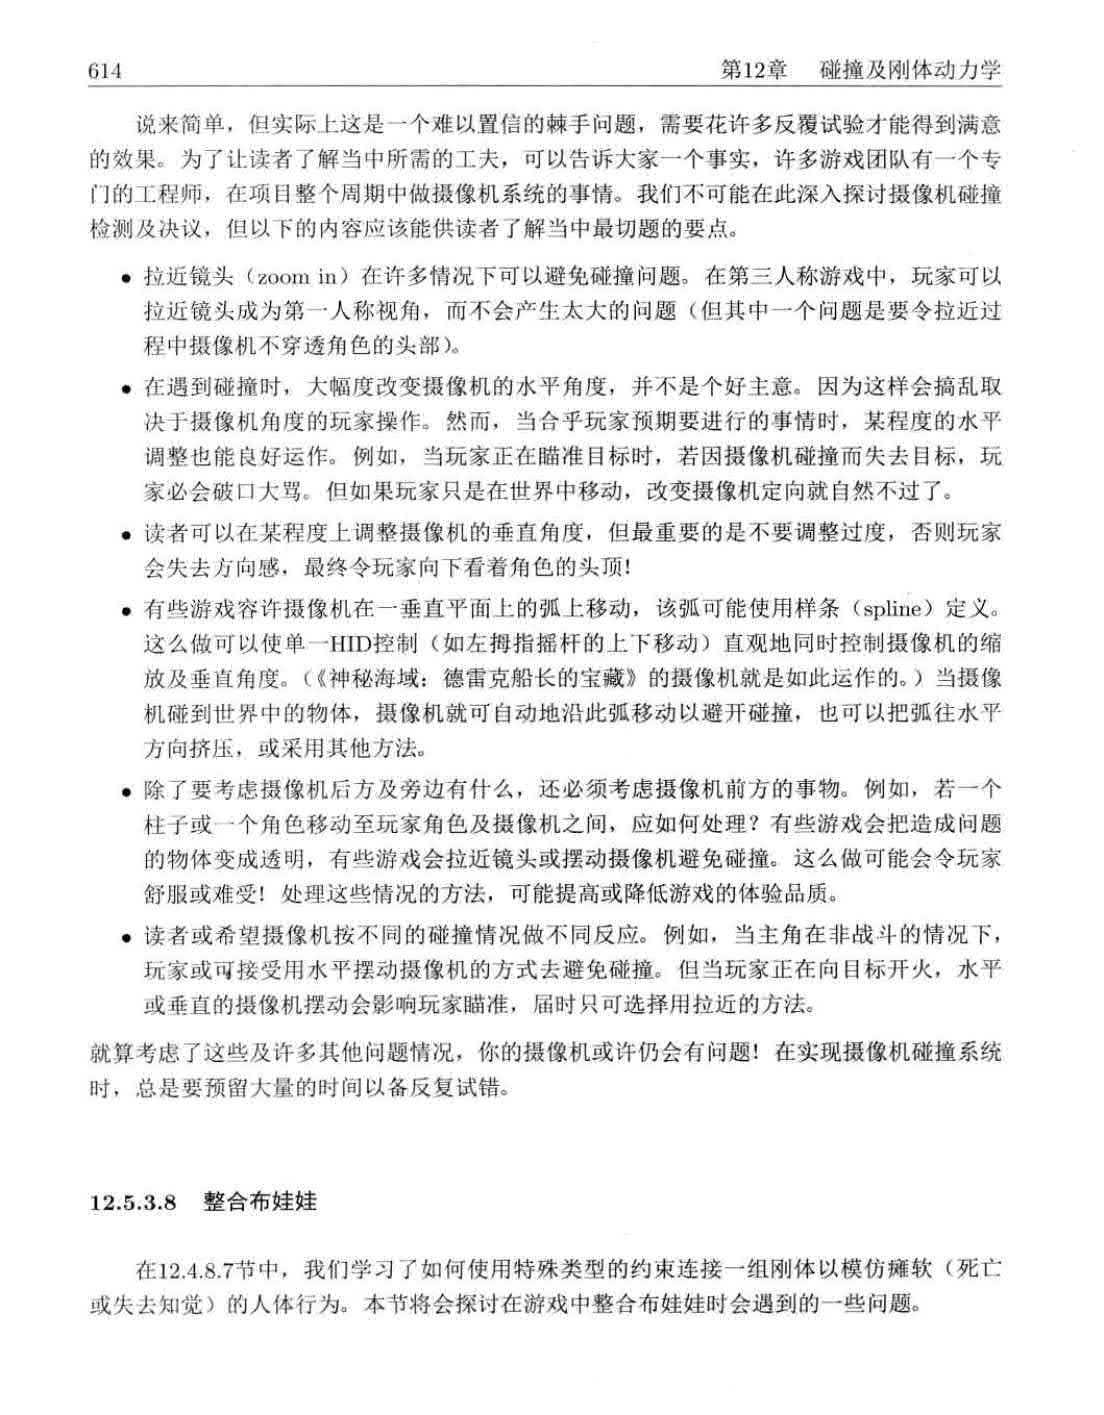 614
第12章 碰撞及刚体动力学
说来简单，但实际上这是一个难以置信的棘手问题，需要花许多反覆试验才能得到满意
的效果。为了让读者了解当中所需的工夫，可以告诉大家一个事实，许多游戏团队有一个专
门的工程师，在项目整个周期中做摄像机系统的事情。我们不可能在此深入探讨摄像机碰撞
检测及决议，但以下的内容应该能供读者了解当中最切题的要点。
● 拉近镜头（zoom in）在许多情况下可以避免碰撞问题。在第三人称游戏中，玩家可以
拉近镜头成为第一人称视角，而不会产生太大的问题（但其中一个问题是要令拉近过
程中摄像机不穿透角色的头部）。
● 在遇到碰撞时，大幅度改变摄像机的水平角度，并不是个好主意。因为这样会搞乱取
决于摄像机角度的玩家操作。然而，当合乎玩家预期要进行的事情时，某程度的水平
调整也能良好运作。例如，当玩家正在瞄准目标时，若因摄像机碰撞而失去目标，玩
家必会破口大骂。但如果玩家只是在世界中移动，改变摄像机定向就自然不过了。
● 读者可以在某程度上调整摄像机的垂直角度，但最重要的是不要调整过度，否则玩家
会失去方向感，最终令玩家向下看着角色的头顶！
● 有些游戏容许摄像机在一垂直平面上的弧上移动，该弧可能使用样条（spline）定义。
这么做可以使单一HID控制（如左拇指摇杆的上下移动）直观地同时控制摄像机的缩
放及垂直角度。（《神秘海域：德雷克船长的宝藏》的摄像机就是如此运作的。）当摄像
机碰到世界中的物体，摄像机就可自动地沿此弧移动以避开碰撞，也可以把弧往水平
方向挤压，或采用其他方法。
● 除了要考虑摄像机后方及旁边有什么，还必须考虑摄像机前方的事物。例如，若一个
柱子或一个角色移动至玩家角色及摄像机之间，应如何处理？有些游戏会把造成问题
的物体变成透明，有些游戏会拉近镜头或摆动摄像机避免碰撞。这么做可能会令玩家
舒服或难受！处理这些情况的方法，可能提高或降低游戏的体验品质。
● 读者或希望摄像机按不同的碰撞情况做不同反应。例如，当主角在非战斗的情况下，
玩家或可接受用水平摆动摄像机的方式去避免碰撞。但当玩家正在向目标开火，水平
或垂直的摄像机摆动会影响玩家瞄准，届时只可选择用拉近的方法。
就算考虑了这些及许多其他问题情况，你的摄像机或许仍会有问题！在实现摄像机碰撞系统
时，总是要预留大量的时间以备反复试错。
12.5.3.8 整合布娃娃
在12.4.8.7节中，我们学习了如何使用特殊类型的约束连接一组刚体以模仿瘫软（死亡
或失去知觉）的人体行为。本节将会探讨在游戏中整合布娃娃时会遇到的一些问题。